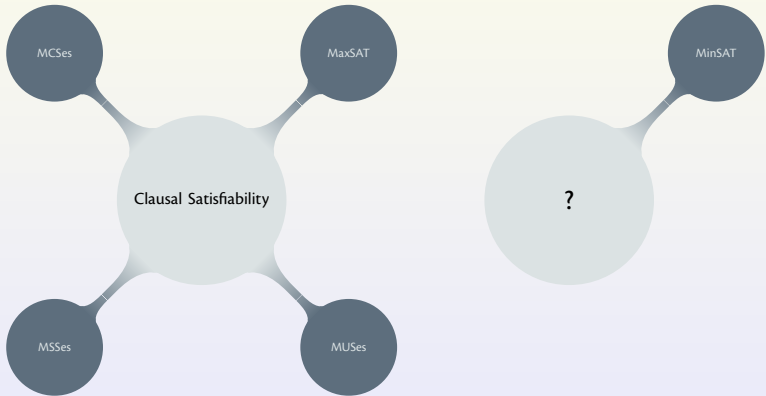 MCSes
MaxSAT
MinSAT
Clausal Satisfiability
?
MSSes
MUSes